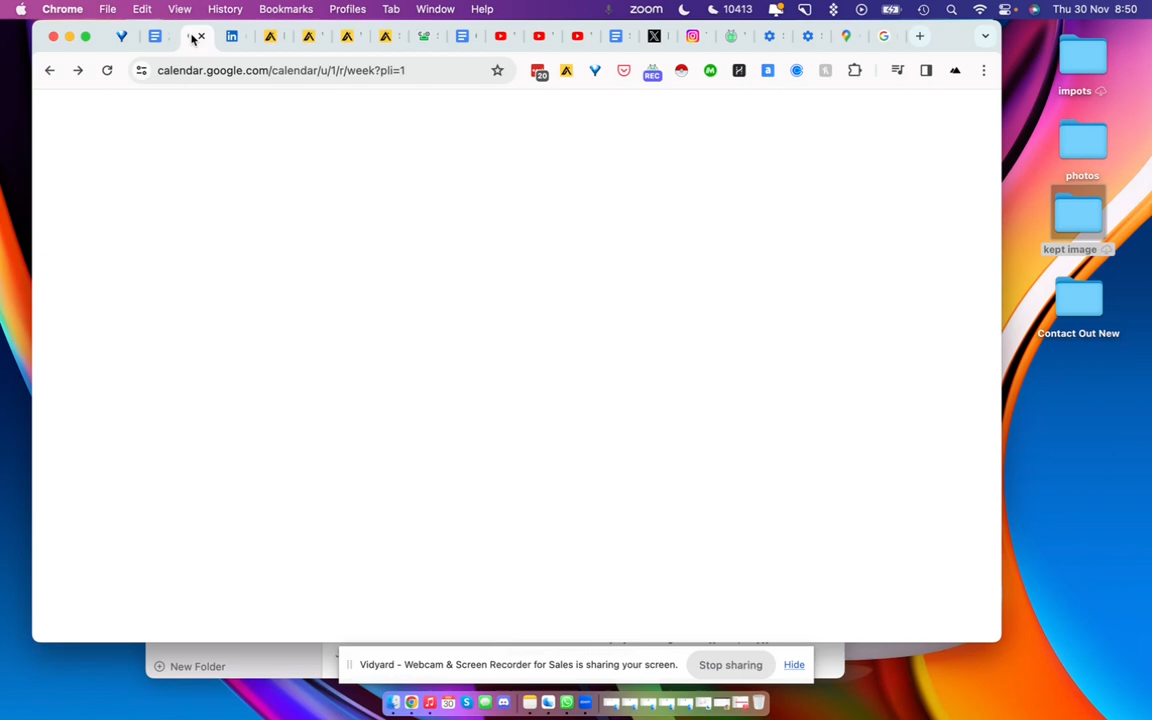 Chrome File Edit View History Bookmarks Profiles Tab Window Help zoom 10413 Thu 30 Nov 8:50
calendar.google.com/calendar/u/1/r/week?pli=1
20
REC
impots
photos
kept image
Contact Out New
New Folder
Vidyard - Webcam & Screen Recorder for Sales is sharing your screen. Stop sharing Hide